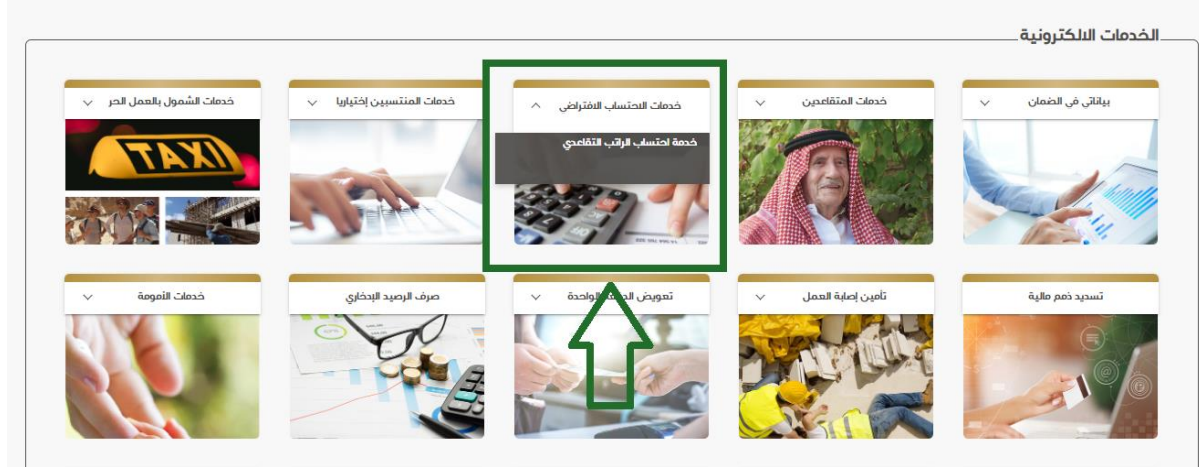 الخدمات الالكترونية
بياناتي في الضمان
خدمات المتقاعدين
خدمات الاحتساب الافتراضي
خدمة احتساب الراتب التقاعدي
خدمات المنتسبين إختياريا
خدمات الشمول بالعمل الحر
TAXI
تسديد ذمم مالية
تأمين إصابة العمل
تعويض الواحدة
صرف الرصيد الإدخاري
خدمات الأمومة